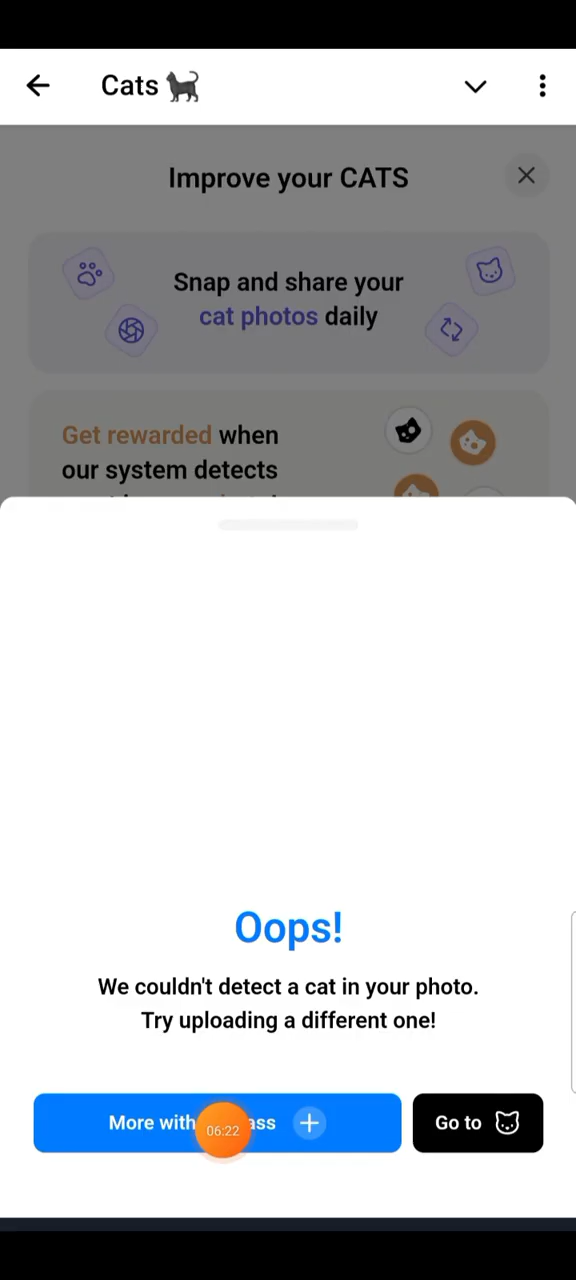 Cats 🐈‍⬛
Improve your CATS
Snap and share your
cat photos daily
Get rewarded when
our system detects
Oops!
We couldn't detect a cat in your photo.
Try uploading a different one!
More with
06:22
Go to